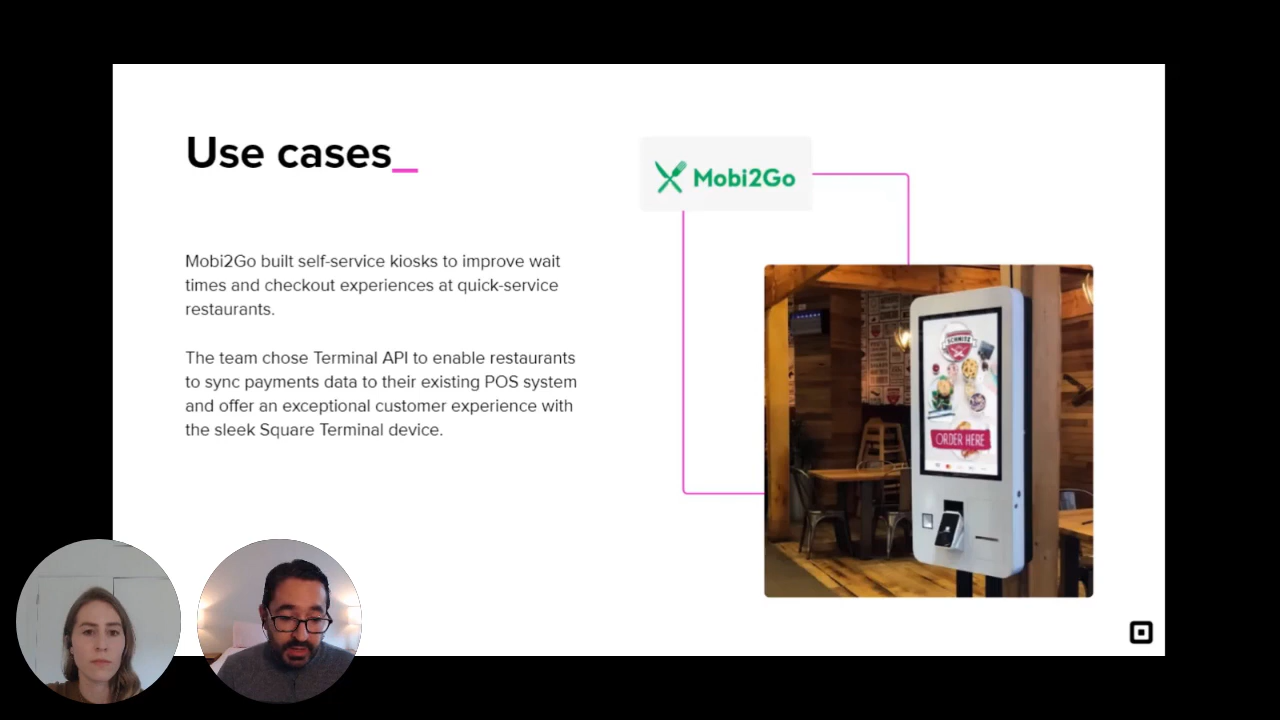 Use cases_
Mobi2Go
Mobi2Go built self-service kiosks to improve wait
times and checkout experiences at quick-service
restaurants.
The team chose Terminal API to enable restaurants
to sync payments data to their existing POS system
and offer an exceptional customer experience with
the sleek Square Terminal device.
SCHNITZ
ORDER HERE